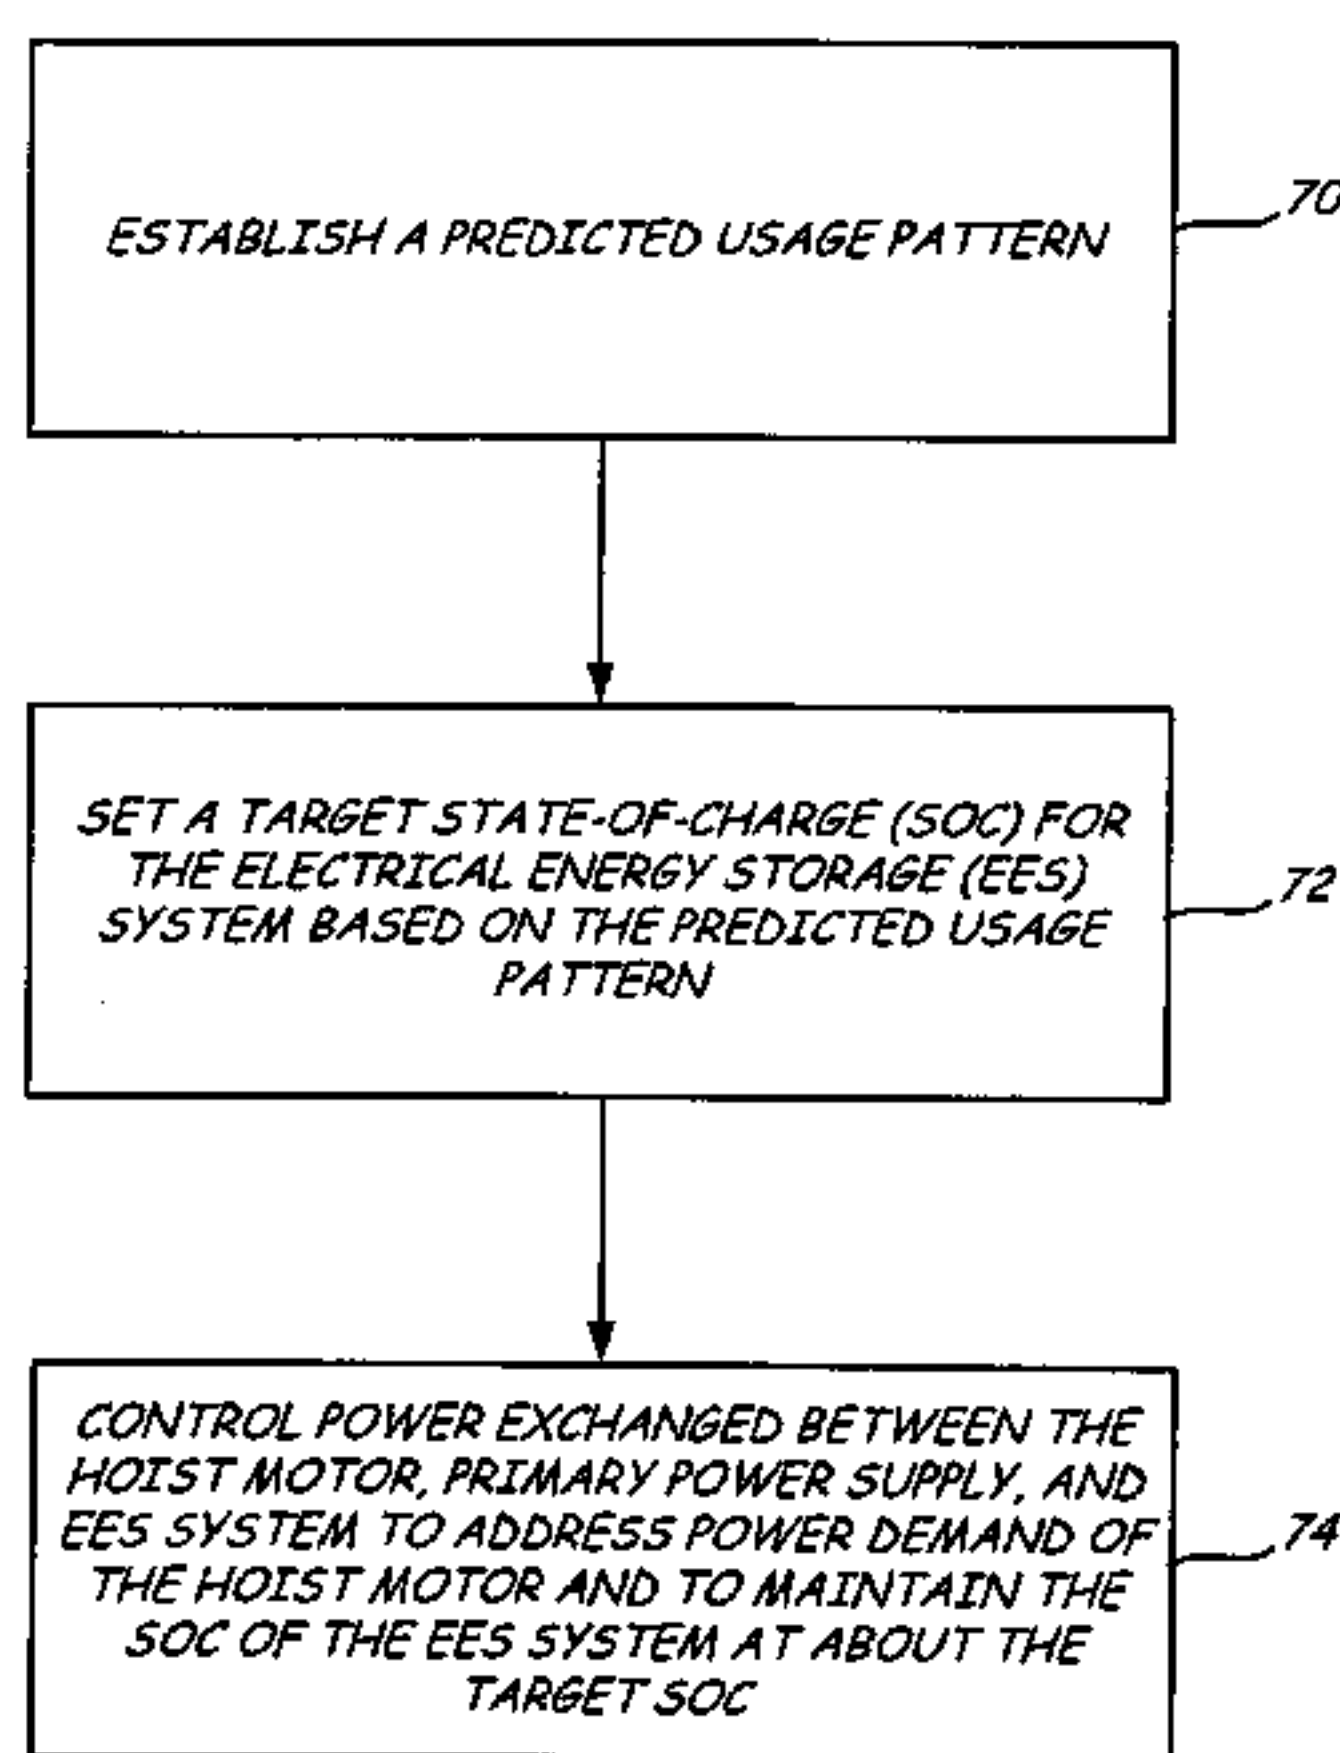 ESTABLISH A PREDICTED USAGE PATTERN
70
SET A TARGET STATE-OF-CHARGE (SOC) FOR
THE ELECTRICAL ENERGY STORAGE (EES)
SYSTEM BASED ON THE PREDICTED USAGE
PATTERN
72
CONTROL POWER EXCHANGED BETWEEN THE
HOIST MOTOR, PRIMARY POWER SUPPLY, AND
EES SYSTEM TO ADDRESS POWER DEMAND OF
THE HOIST MOTOR AND TO MAINTAIN THE
SOC OF THE EES SYSTEM AT ABOUT THE
TARGET SOC
74